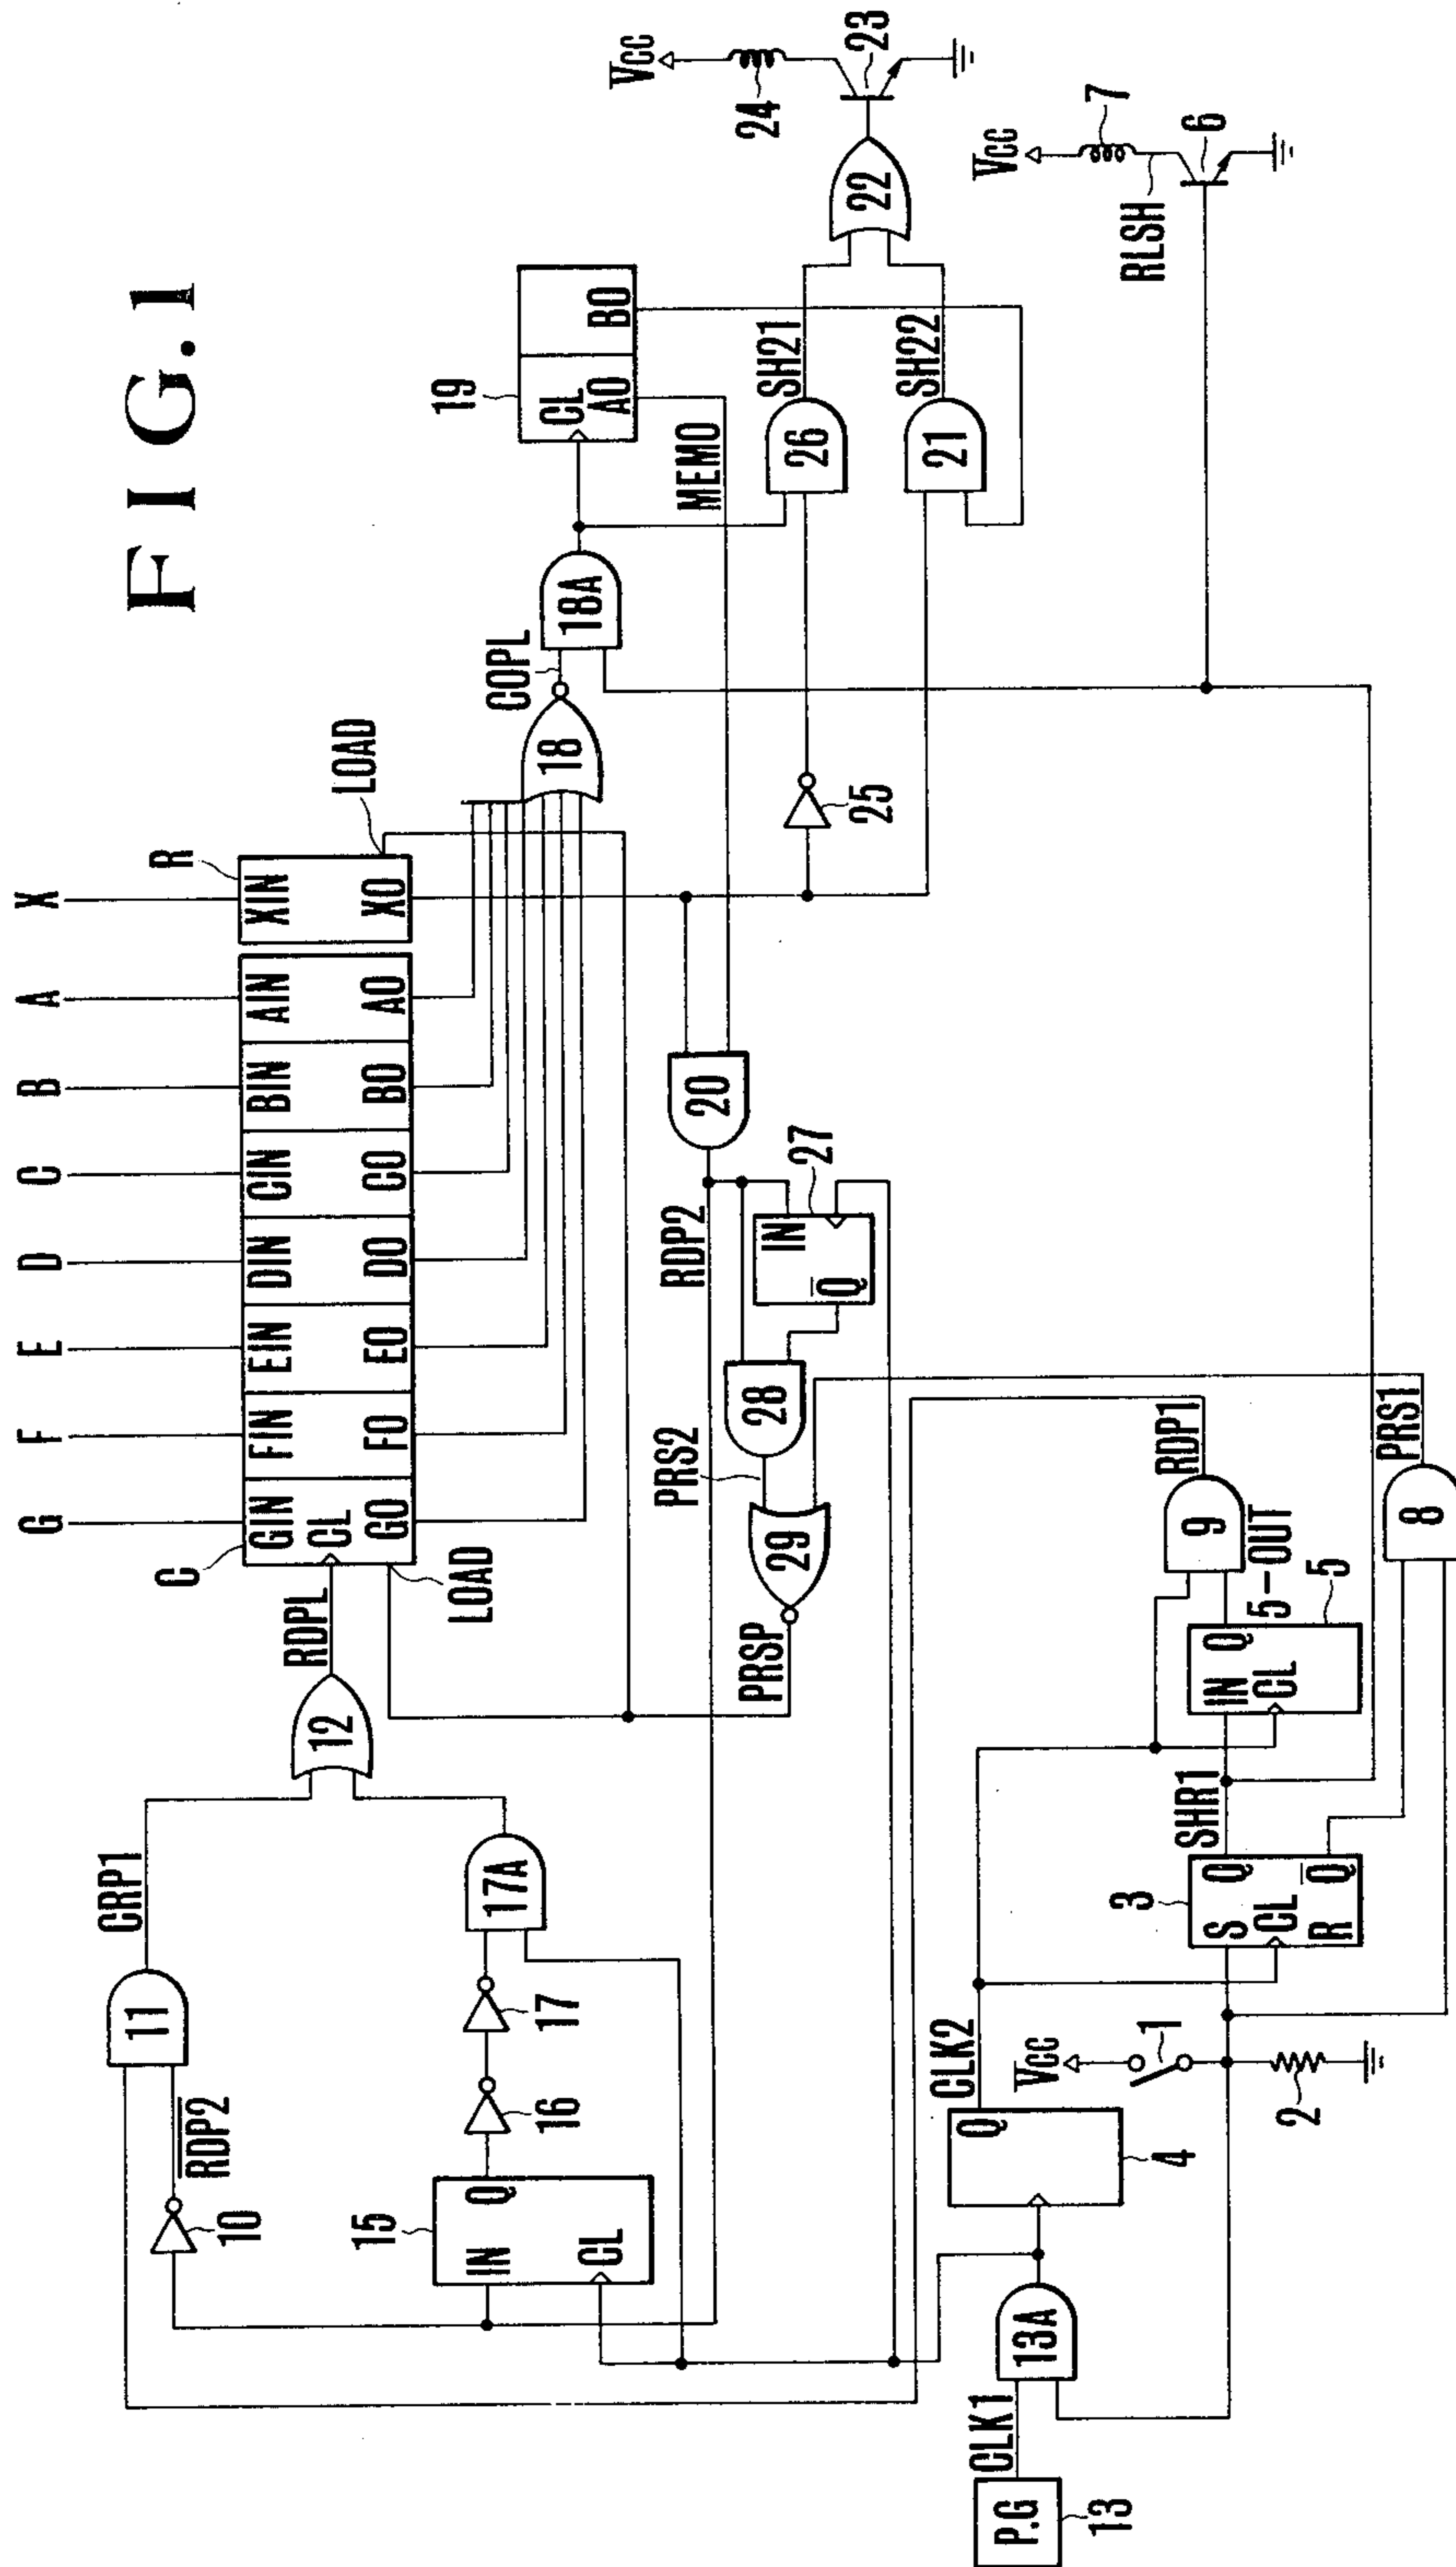 FIG.1
G
F
E
D
C
B
A
X
C
R
GIN
FIN
EIN
DIN
CIN
BIN
AIN
XIN
CL
GO
FO
EO
DO
CO
BO
AO
XO
LOAD
LOAD
RDPL
12
CRP1
11
RDP2
10
15
IN
Q
CL
16
17
17A
18
COPL
18A
19
CL
AO
BO
MEMO
26
SH21
21
SH22
22
VCC
24
23
VCC
7
RLSH
6
25
20
RDP2
IN
Q
27
28
PRS2
29
PRSP
P.G
13
CLK1
13A
4
Q
CLK2
VCC
1
2
3
S
Q
CL
R
Q
SHR1
IN
Q
CL
5
5-OUT
9
RDP1
8
PRS1